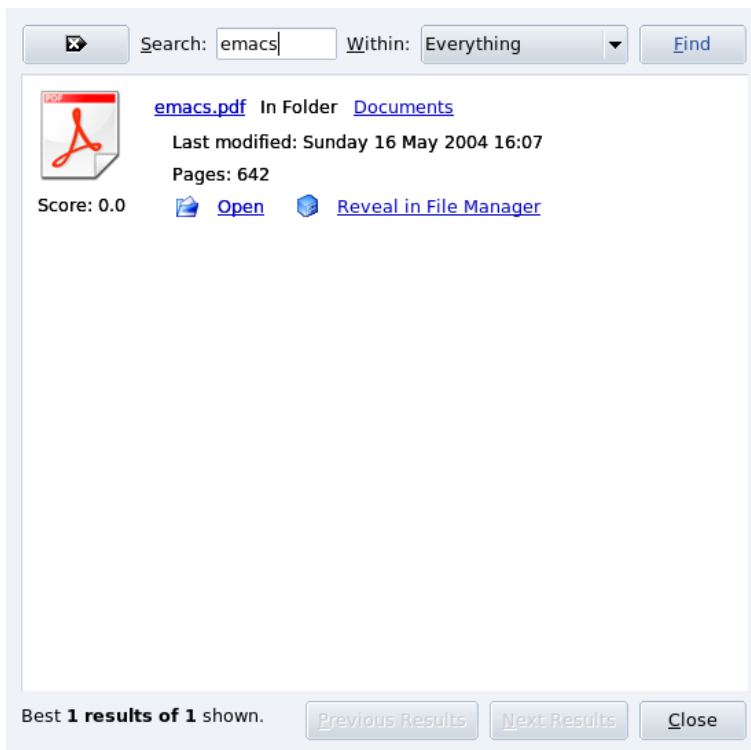 Search: emacs Within: Everything Find
PDF
emacs.pdf In Folder Documents
Last modified: Sunday 16 May 2004 16:07
Pages: 642
Score: 0.0 Open Reveal in File Manager
Best 1 results of 1 shown. Previous Results Next Results Close